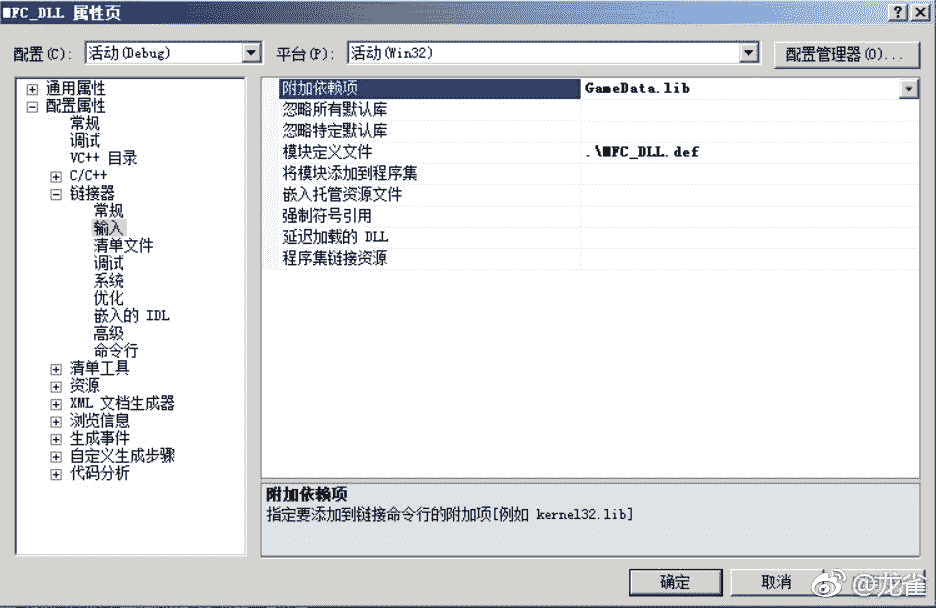 MFC_DLL 属性页
配置(C): 活动(Debug) 平台(P): 活动(Win32) 配置管理器(O)...
通用属性
配置属性
常规
调试
VC++ 目录
C/C++
链接器
常规
输入
清单文件
调试
系统
优化
嵌入的 IDL
高级
命令行
清单工具
资源
XML 文档生成器
浏览信息
生成事件
自定义生成步骤
代码分析
附加依赖项 GameData.lib
忽略所有默认库
忽略特定默认库
模块定义文件 .\MFC_DLL.def
将模块添加到程序集
嵌入托管资源文件
强制符号引用
延迟加载的 DLL
程序集链接资源
附加依赖项
指定要添加到链接命令行的附加项[例如 kernel32.lib]
确定 取消
@龙雀